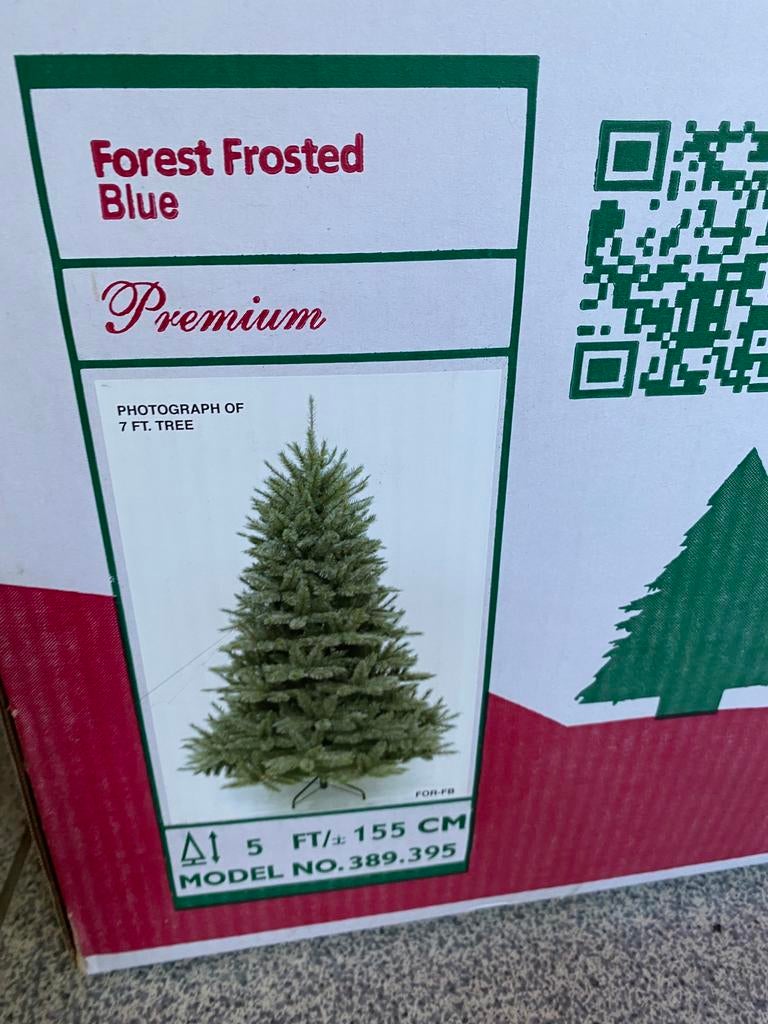 Forest Frosted
Blue
Premium
PHOTOGRAPH OF
7 FT. TREE
FOR-FB
5 FT/± 155 CM
MODEL NO. 389.395